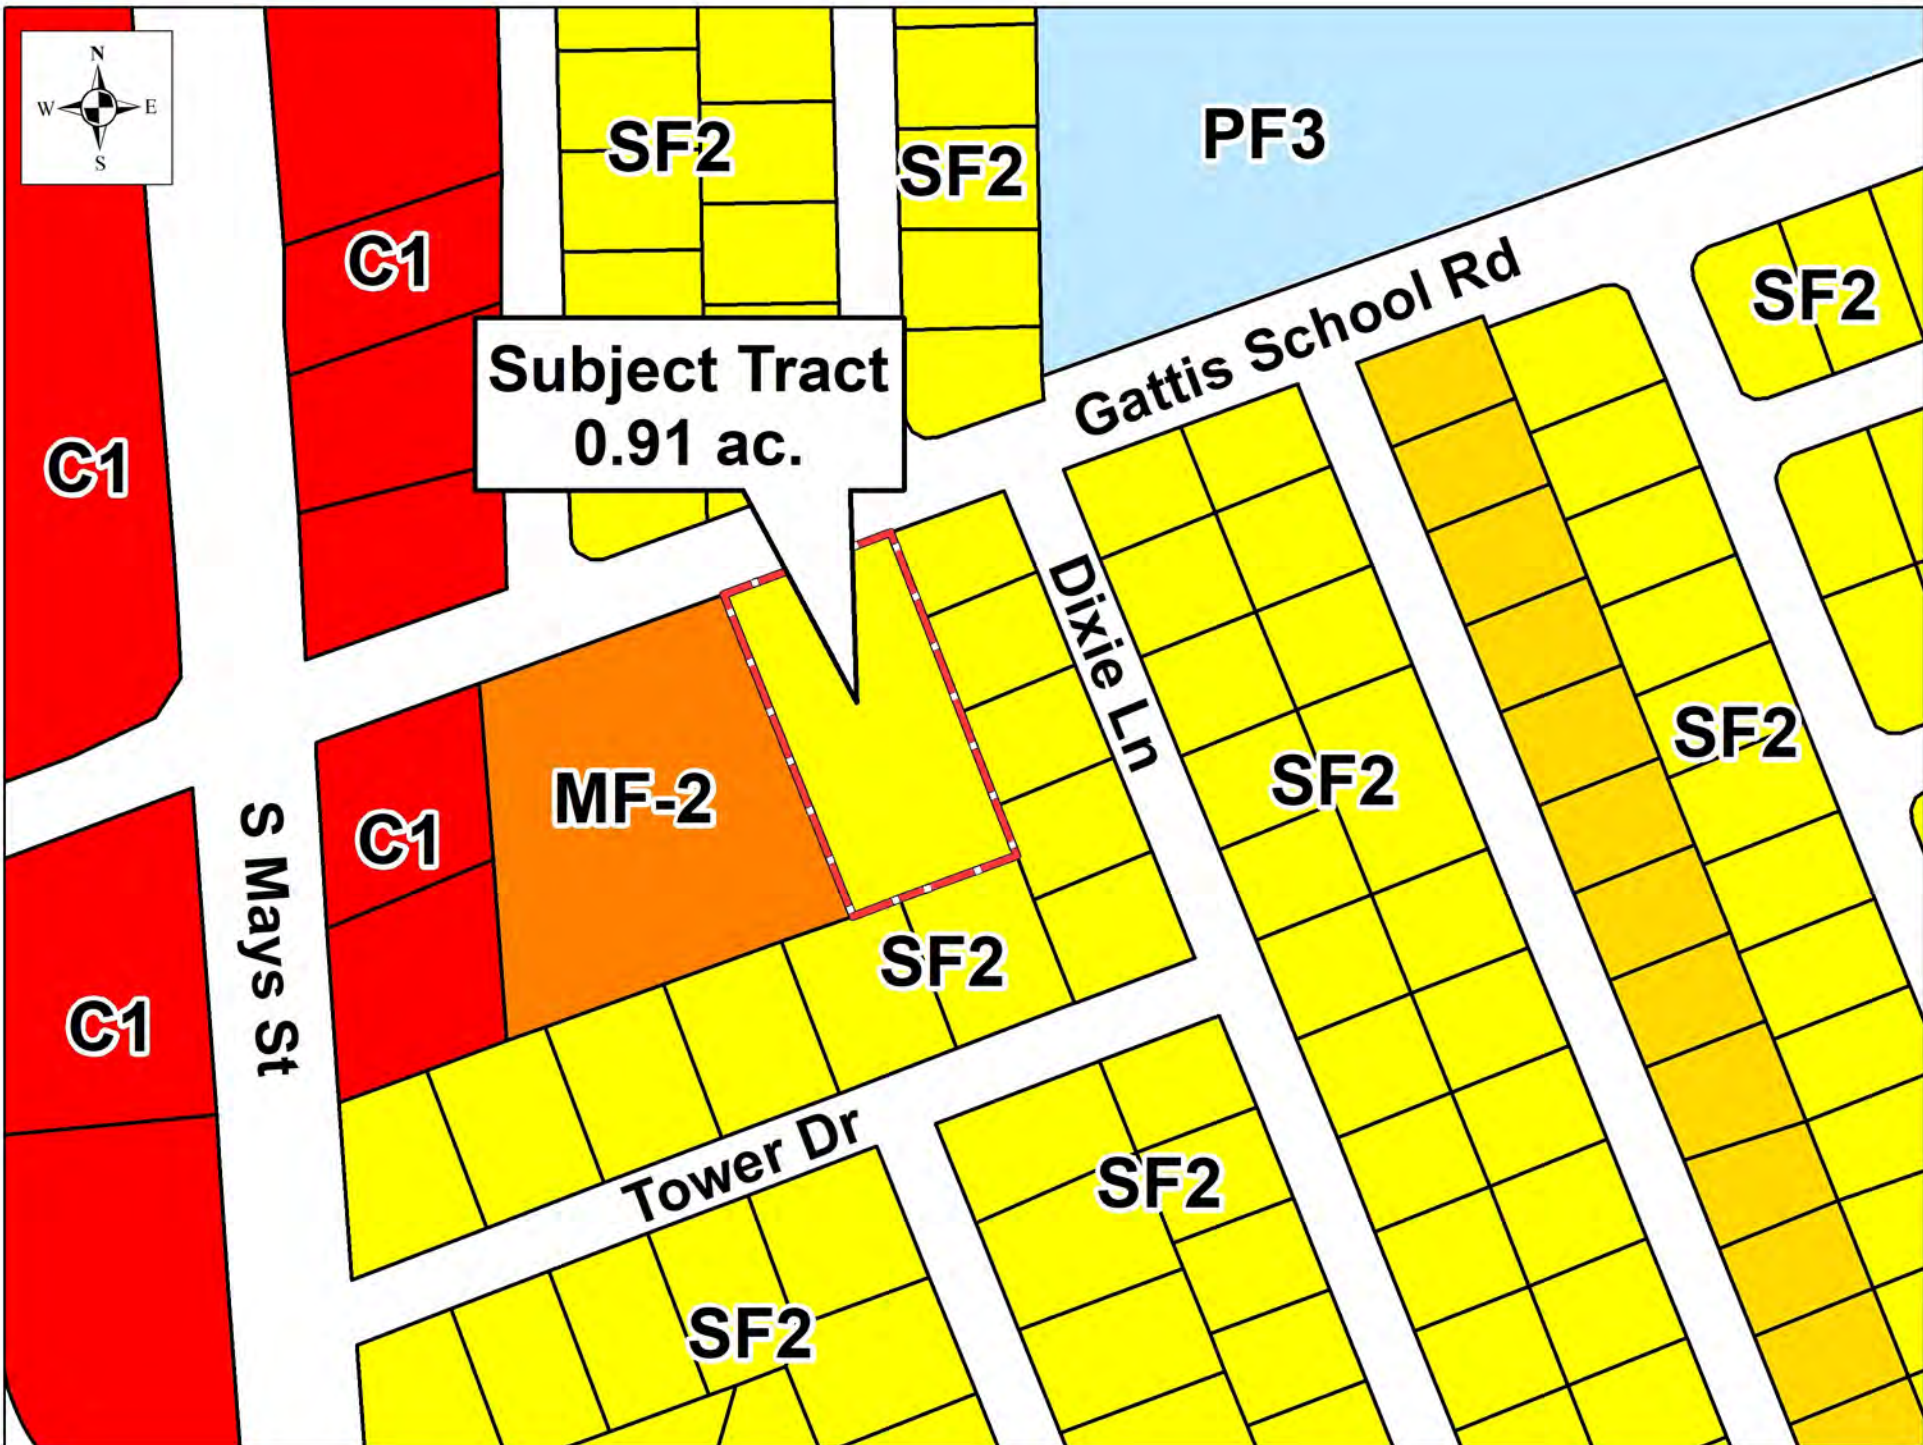 N
W E
S
SF2
SF2
PF3
C1
SF2
Gattis School Rd
Subject Tract
0.91 ac.
C1
Dixie Ln
SF2
SF2
MF-2
C1
S Mays St
SF2
C1
Tower Dr
SF2
SF2